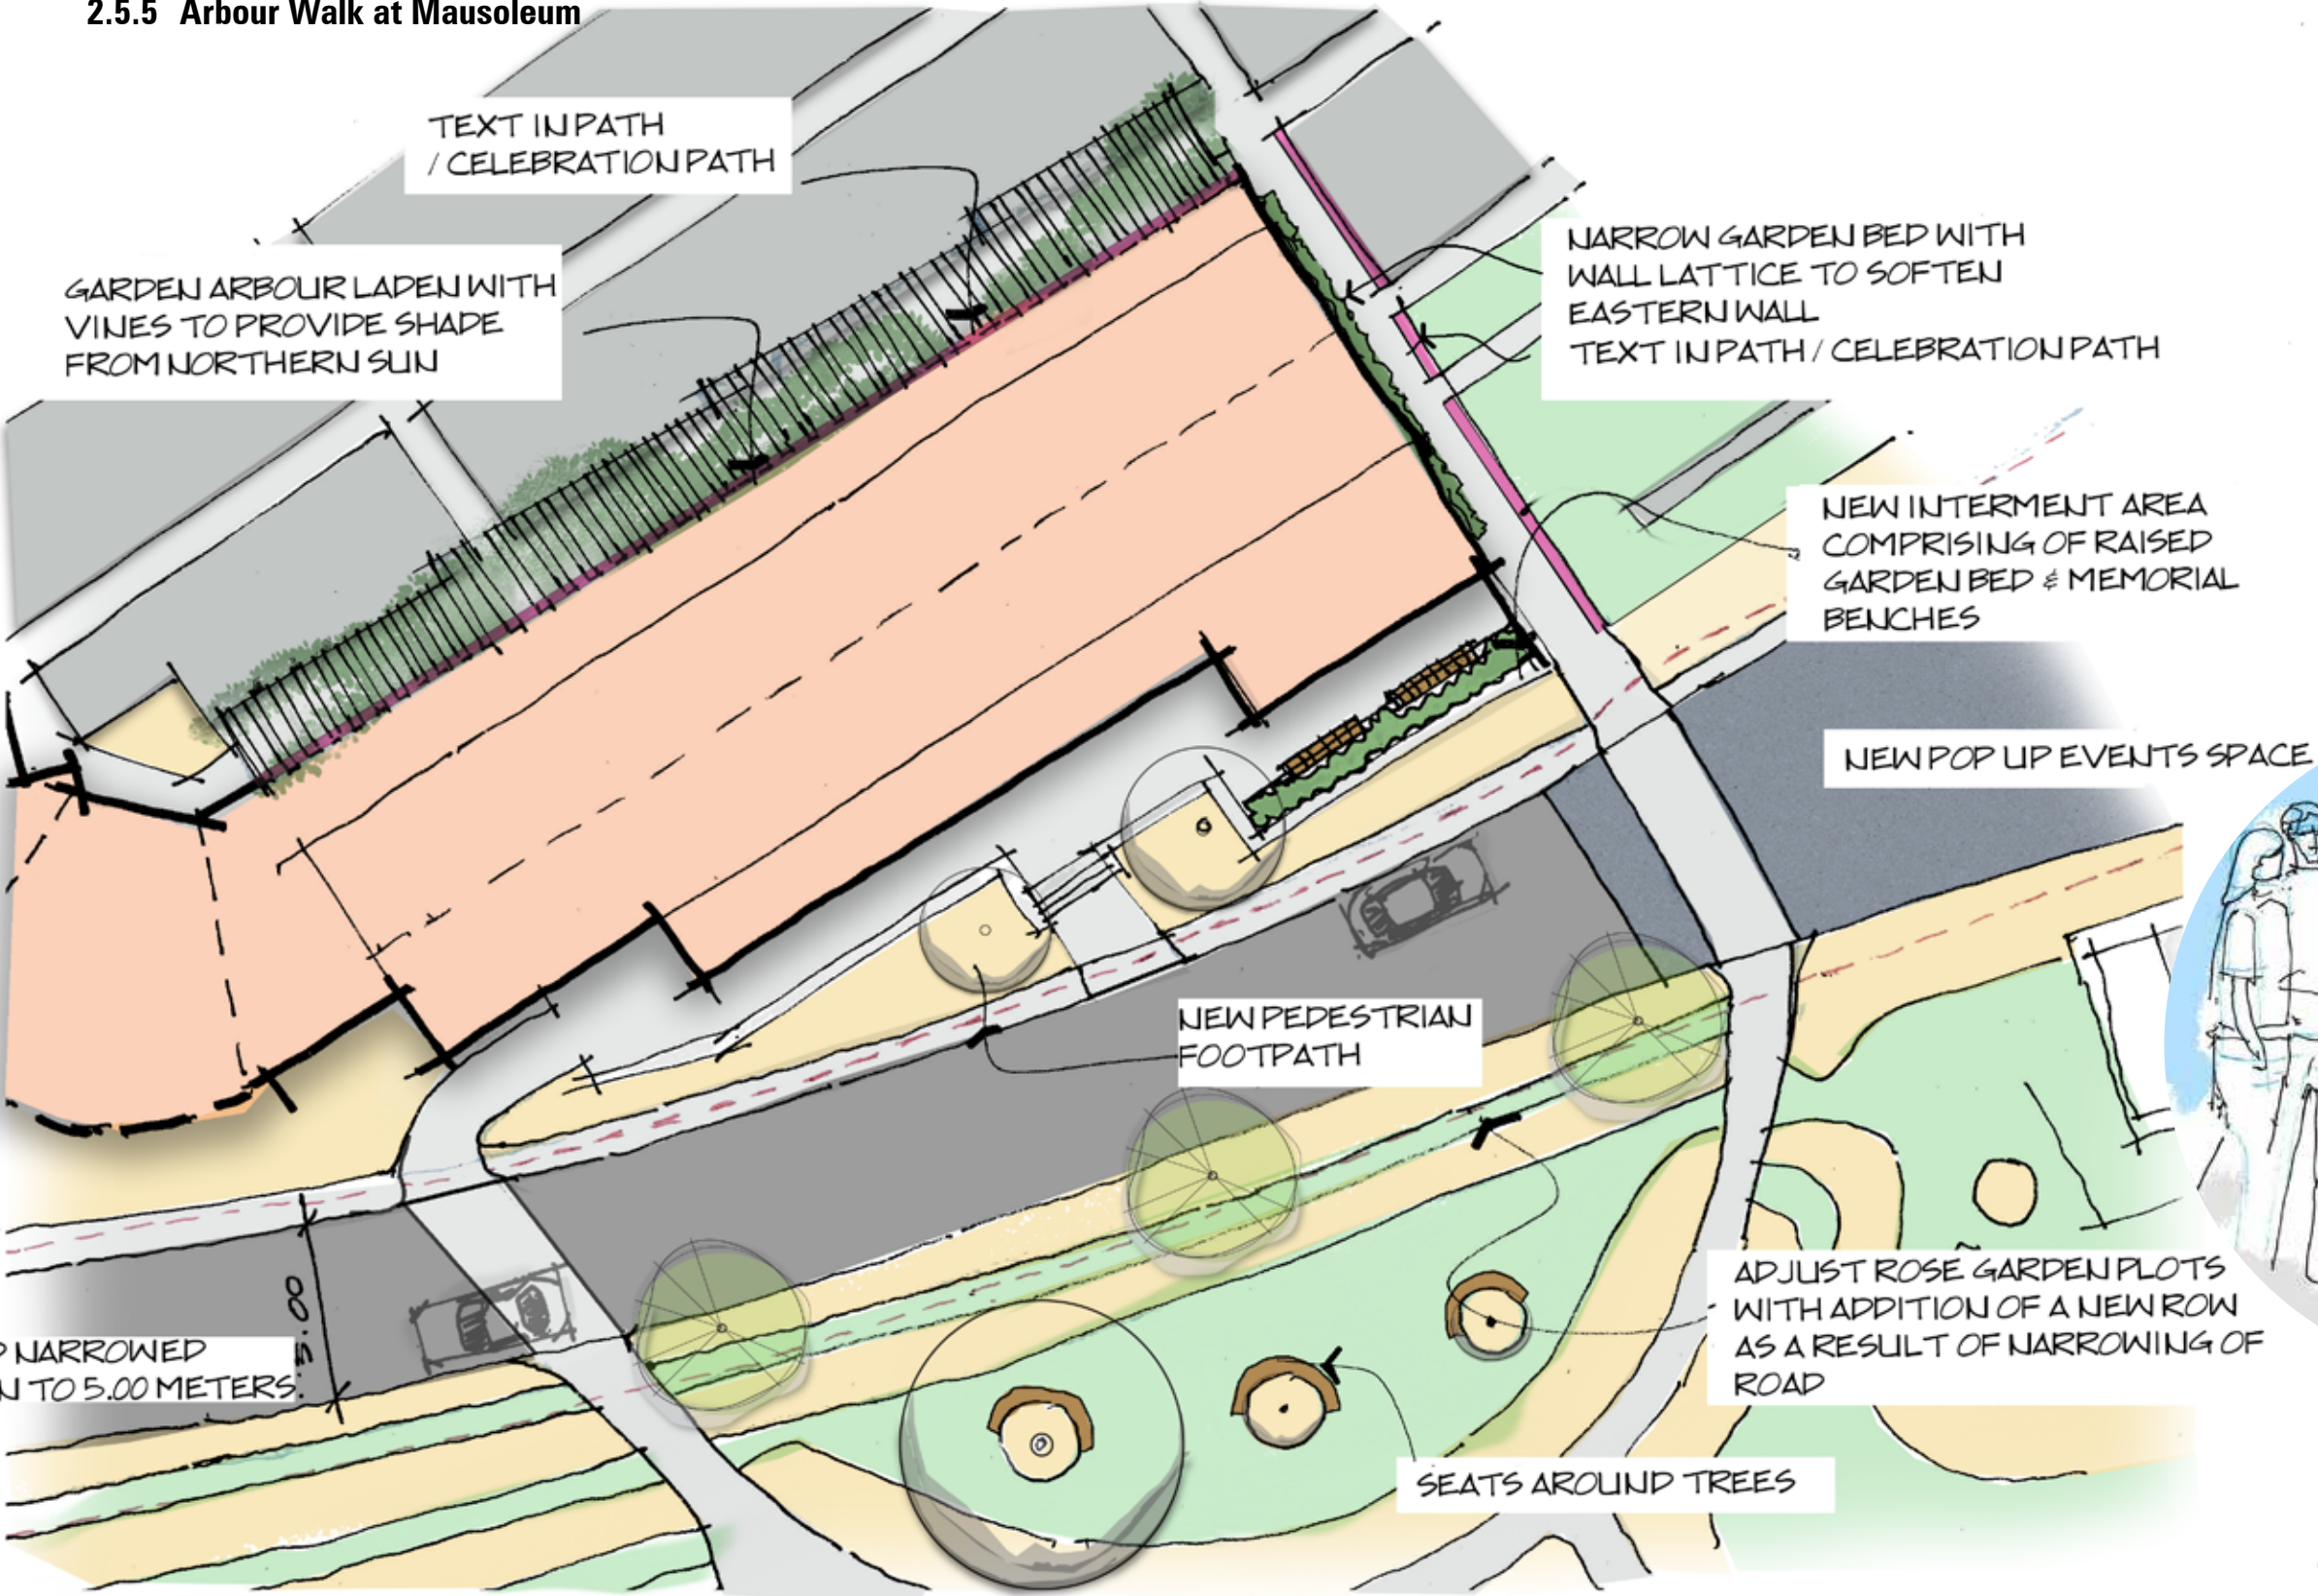 2.5.5 Arbour Walk at Mausoleum
TEXT IN PATH
/ CELEBRATION PATH
GARDEN ARBOUR LADEN WITH
VINES TO PROVIDE SHADE
FROM NORTHERN SUN
NARROW GARDEN BED WITH
WALL LATTICE TO SOFTEN
EASTERN WALL
TEXT IN PATH / CELEBRATION PATH
NEW INTERMENT AREA
COMPRISING OF RAISED
GARDEN BED & MEMORIAL
BENCHES
NEW POP UP EVENTS SPACE
NEW PEDESTRIAN
FOOTPATH
5.00
NARROWED
TO 5.00 METERS.
ADJUST ROSE GARDEN PLOTS
WITH ADDITION OF A NEW ROW
AS A RESULT OF NARROWING OF
ROAD
SEATS AROUND TREES